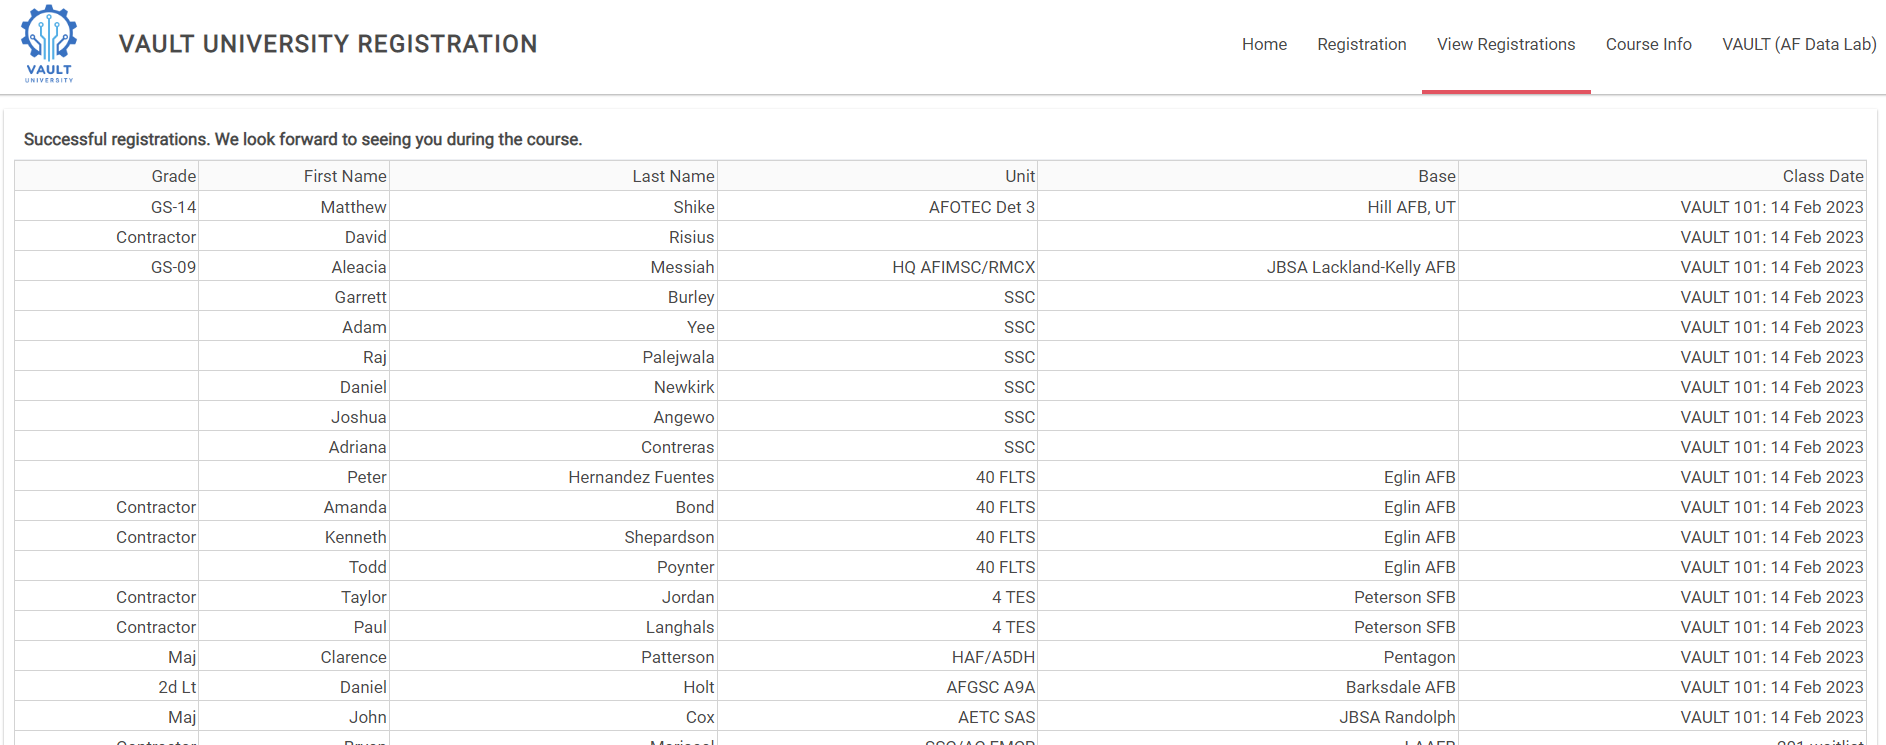 VAULT
UNIVERSITY
VAULT UNIVERSITY REGISTRATION
Home Registration View Registrations Course Info VAULT (AF Data Lab)
Successful registrations. We look forward to seeing you during the course.
Grade First Name Last Name Unit Base Class Date
GS-14 Matthew Shike AFOTEC Det 3 Hill AFB, UT VAULT 101: 14 Feb 2023
Contractor David Risius VAULT 101: 14 Feb 2023
GS-09 Aleacia Messiah HQ AFIMSC/RMCX JBSA Lackland-Kelly AFB VAULT 101: 14 Feb 2023
Garrett Burley SSC VAULT 101: 14 Feb 2023
Adam Yee SSC VAULT 101: 14 Feb 2023
Raj Palejwala SSC VAULT 101: 14 Feb 2023
Daniel Newkirk SSC VAULT 101: 14 Feb 2023
Joshua Angewo SSC VAULT 101: 14 Feb 2023
Adriana Contreras SSC VAULT 101: 14 Feb 2023
Peter Hernandez Fuentes 40 FLTS Eglin AFB VAULT 101: 14 Feb 2023
Contractor Amanda Bond 40 FLTS Eglin AFB VAULT 101: 14 Feb 2023
Contractor Kenneth Shepardson 40 FLTS Eglin AFB VAULT 101: 14 Feb 2023
Todd Poynter 40 FLTS Eglin AFB VAULT 101: 14 Feb 2023
Contractor Taylor Jordan 4 TES Peterson SFB VAULT 101: 14 Feb 2023
Contractor Paul Langhals 4 TES Peterson SFB VAULT 101: 14 Feb 2023
Maj Clarence Patterson HAF/A5DH Pentagon VAULT 101: 14 Feb 2023
2d Lt Daniel Holt AFGSC A9A Barksdale AFB VAULT 101: 14 Feb 2023
Maj John Cox AETC SAS JBSA Randolph VAULT 101: 14 Feb 2023
Contractor